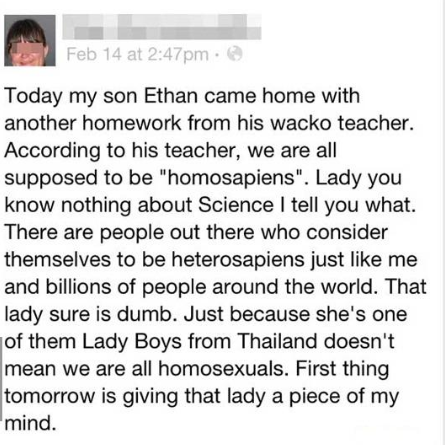 Feb 14 at 2:47pm ·
Today my son Ethan came home with
another homework from his wacko teacher.
According to his teacher, we are all
supposed to be "homosapiens". Lady you
know nothing about Science I tell you what.
There are people out there who consider
themselves to be heterosapiens just like me
and billions of people around the world. That
lady sure is dumb. Just because she's one
of them Lady Boys from Thailand doesn't
mean we are all homosexuals. First thing
tomorrow is giving that lady a piece of my
mind.